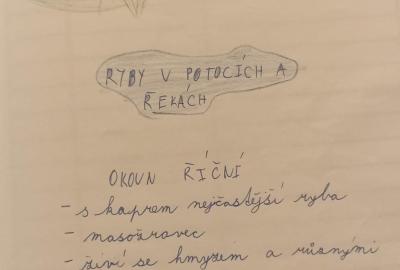 RYBY V POTOCÍCH A
ŘEKÁCH
OKOUN ŘÍČNÍ
- s kaprem nejčastější ryba
- masožravec
- živí se hmyzem a různými